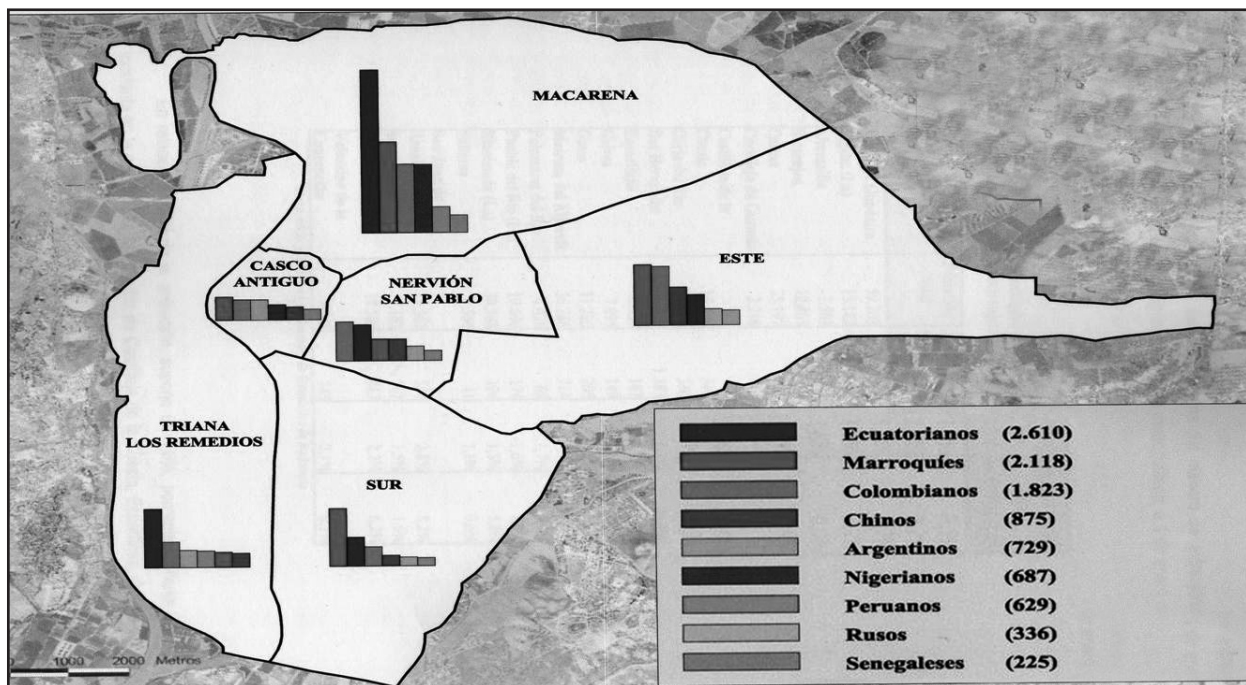 MACARENA
CASCO
ANTIGUO
NERVIÓN
SAN PABLO
ESTE
TRIANA
LOS REMEDIOS
SUR
Ecuatorianos (2.610)
Marroquíes (2.118)
Colombianos (1.823)
Chinos (875)
Argentinos (729)
Nigerianos (687)
Peruanos (629)
Rusos (336)
Senegaleses (225)
0 1000 2000 Metros